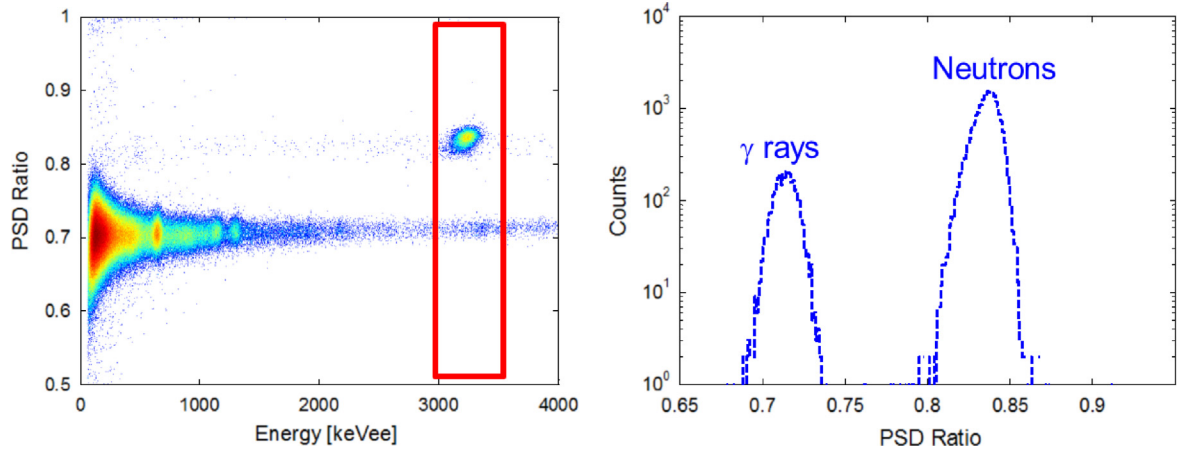 1
0.9
0.8
0.7
0.6
0.5
PSD Ratio
0 1000 2000 3000 4000
Energy [keVee]
10⁴
10³
10²
10¹
10⁰
Counts
Neutrons
γ rays
0.65 0.7 0.75 0.8 0.85 0.9
PSD Ratio